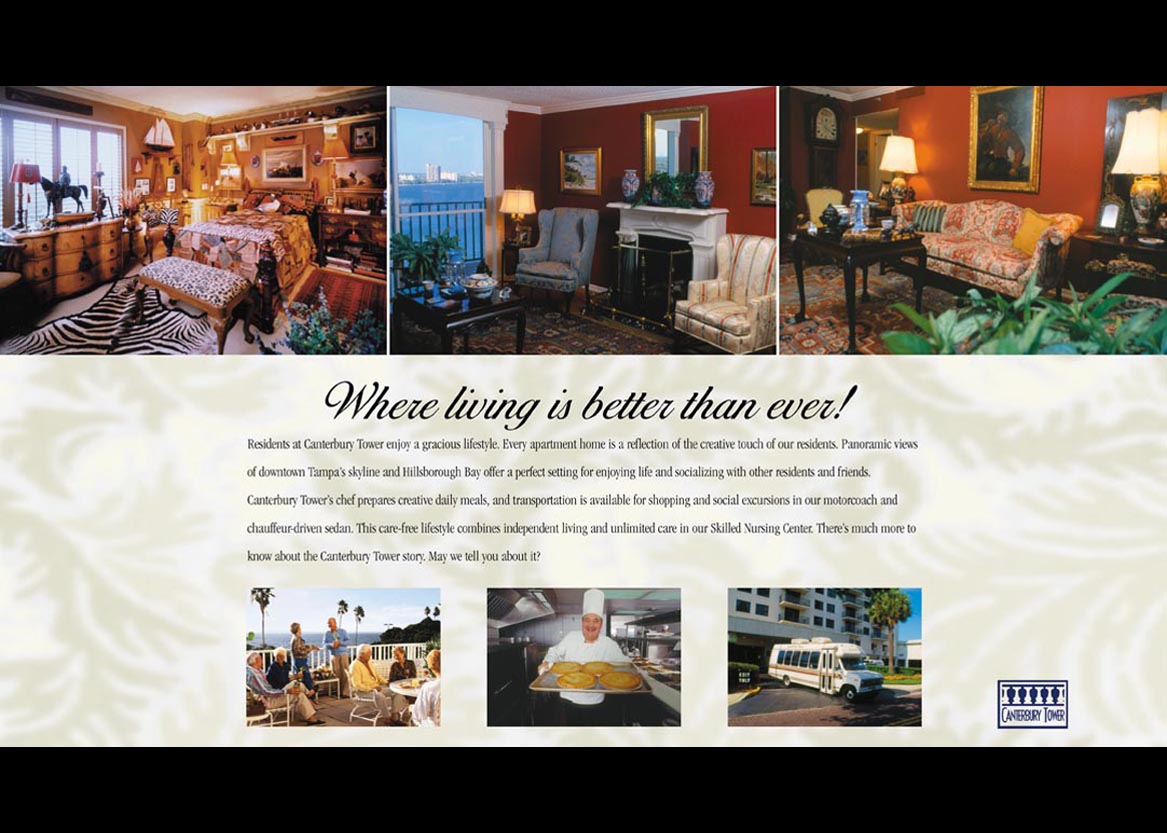 Where living is better than ever!
Residents at Canterbury Tower enjoy a gracious lifestyle. Every apartment home is a reflection of the creative touch of our residents. Panoramic views
of downtown Tampa's skyline and Hillsborough Bay offer a perfect setting for enjoying life and socializing with other residents and friends.
Canterbury Tower's chef prepares creative daily meals, and transportation is available for shopping and social excursions in our motorcoach and
chauffeur-driven sedan. This care-free lifestyle combines independent living and unlimited care in our Skilled Nursing Center. There's much more to
know about the Canterbury Tower story. May we tell you about it?
EXIT
ONLY
CANTERBURY TOWER